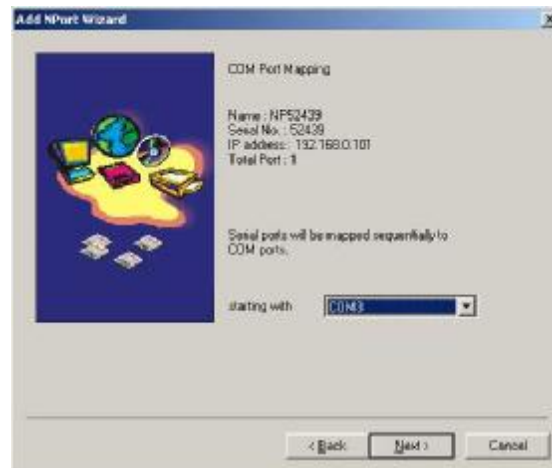 Add NPort Wizard
COM Port Mapping
Name : NP52439
Serial No. : 52439
IP address : 192.168.0.101
Total Port : 1
Serial ports will be mapped sequentially to
COM ports.
starting with COM3
< Back Next > Cancel